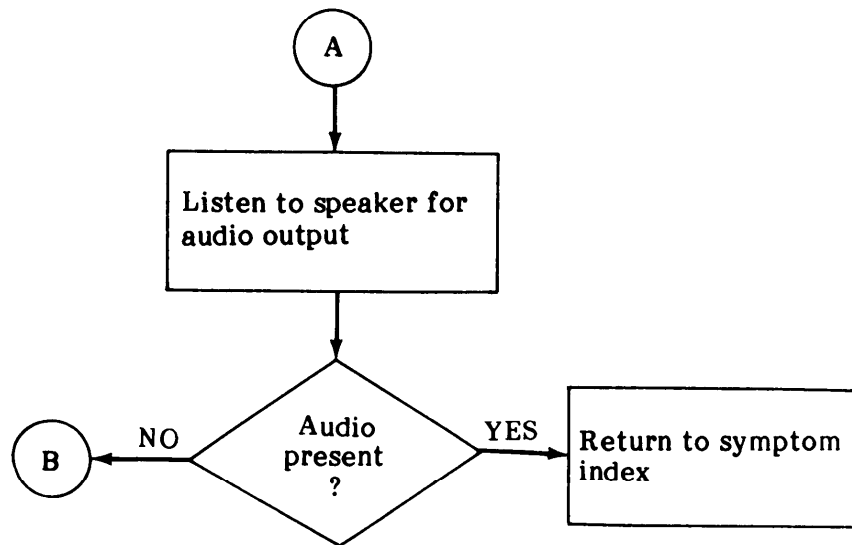 A
Listen to speaker for
audio output
NO
Audio
present
?
YES
B
Return to symptom
index